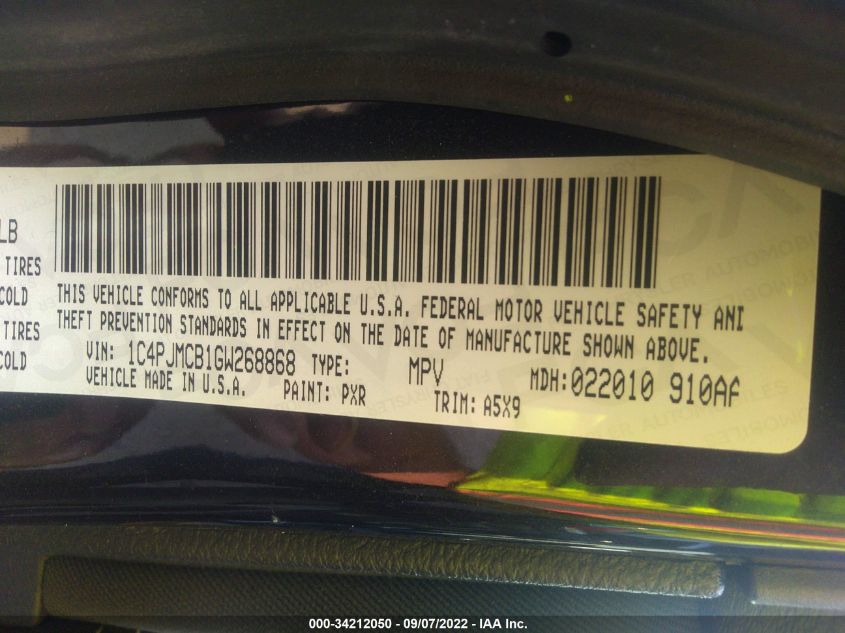 LB
TIRES
COLD
TIRES
COLD
THIS VEHICLE CONFORMS TO ALL APPLICABLE U.S.A. FEDERAL MOTOR VEHICLE SAFETY AND
THEFT PREVENTION STANDARDS IN EFFECT ON THE DATE OF MANUFACTURE SHOWN ABOVE.
VIN: 1C4PJMCB1GW268868 TYPE: MPV MDH:022010 910AF
VEHICLE MADE IN U.S.A. PAINT: PXR TRIM: A5X9
000-34212050 - 09/07/2022 - IAA Inc.